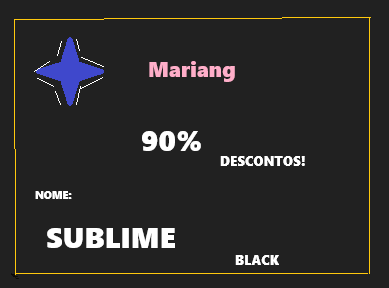 Mariang
90%
DESCONTOS!
NOME:
SUBLIME
BLACK